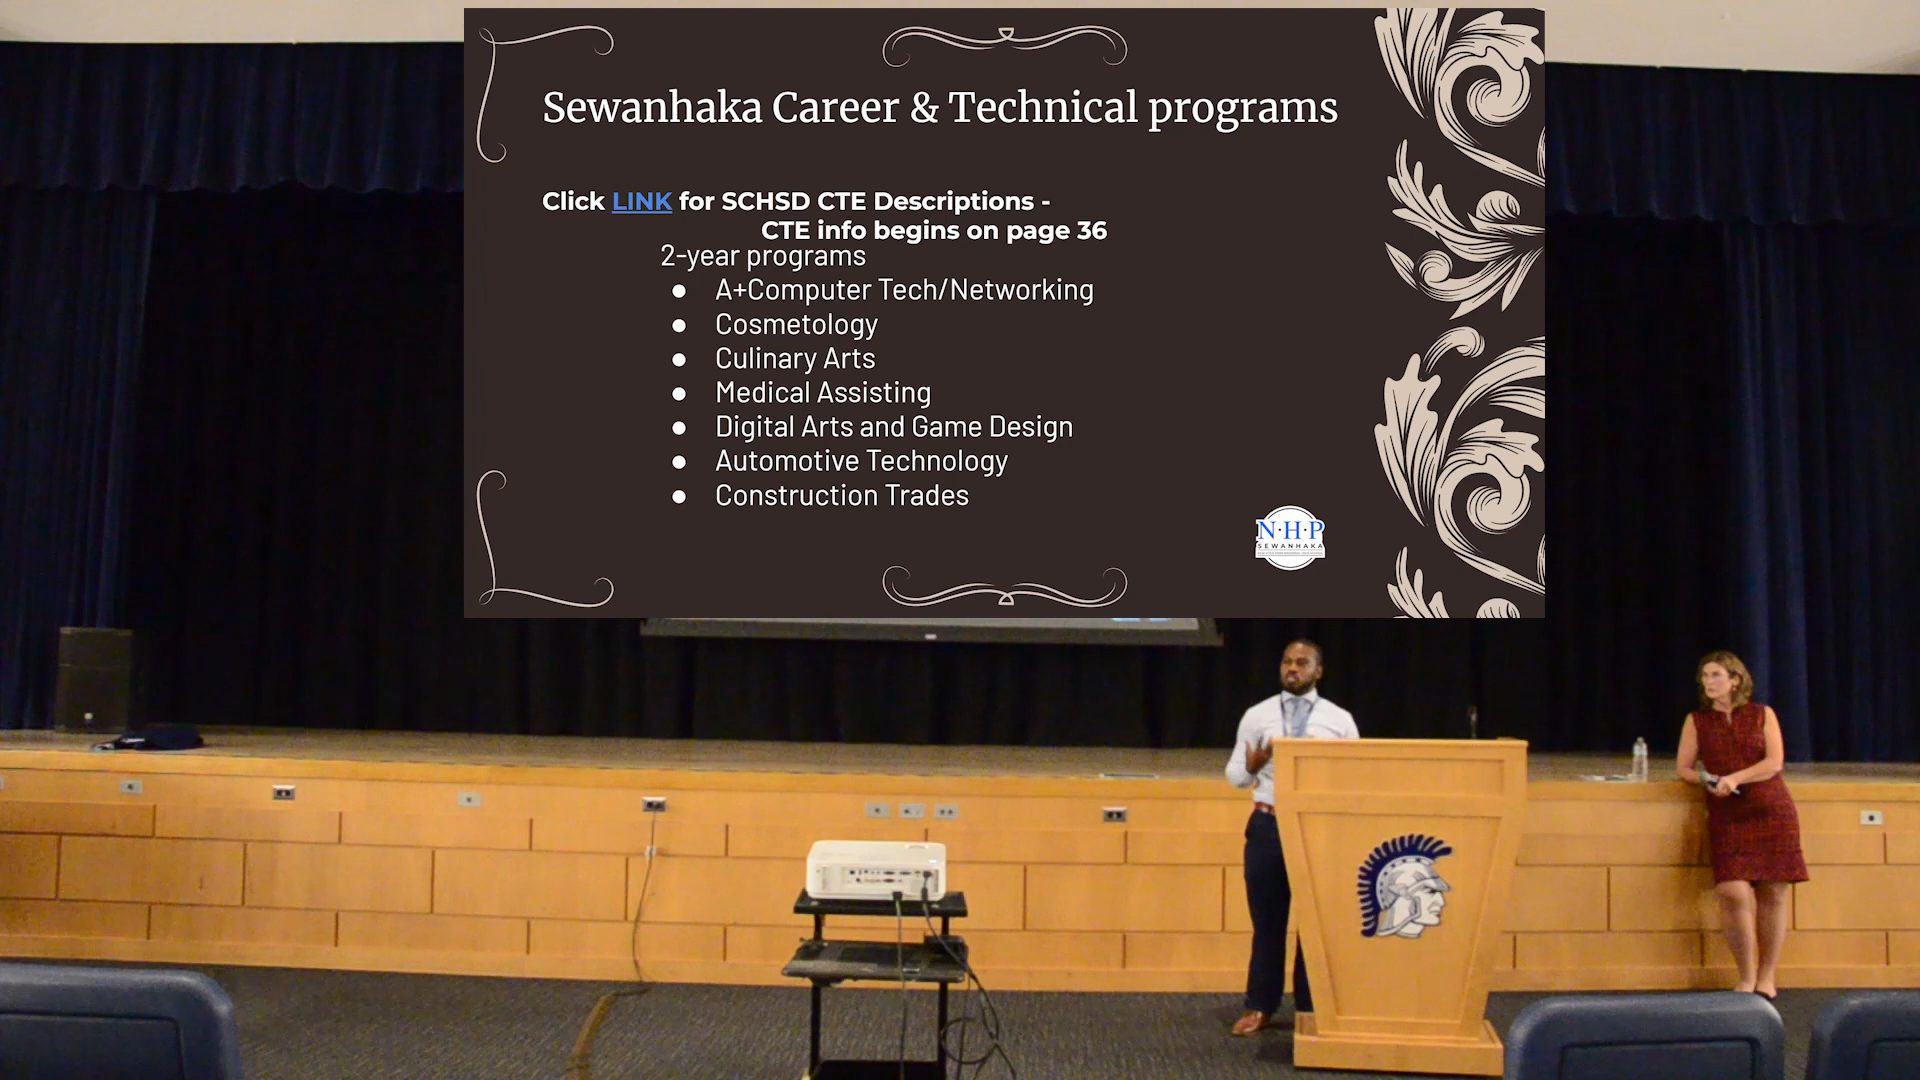 Sewanhaka Career & Technical programs
Click LINK for SCHSD CTE Descriptions -
CTE info begins on page 36
2-year programs
● A+Computer Tech/Networking
● Cosmetology
● Culinary Arts
● Medical Assisting
● Digital Arts and Game Design
● Automotive Technology
● Construction Trades
N·H·P
SEWANHAKA